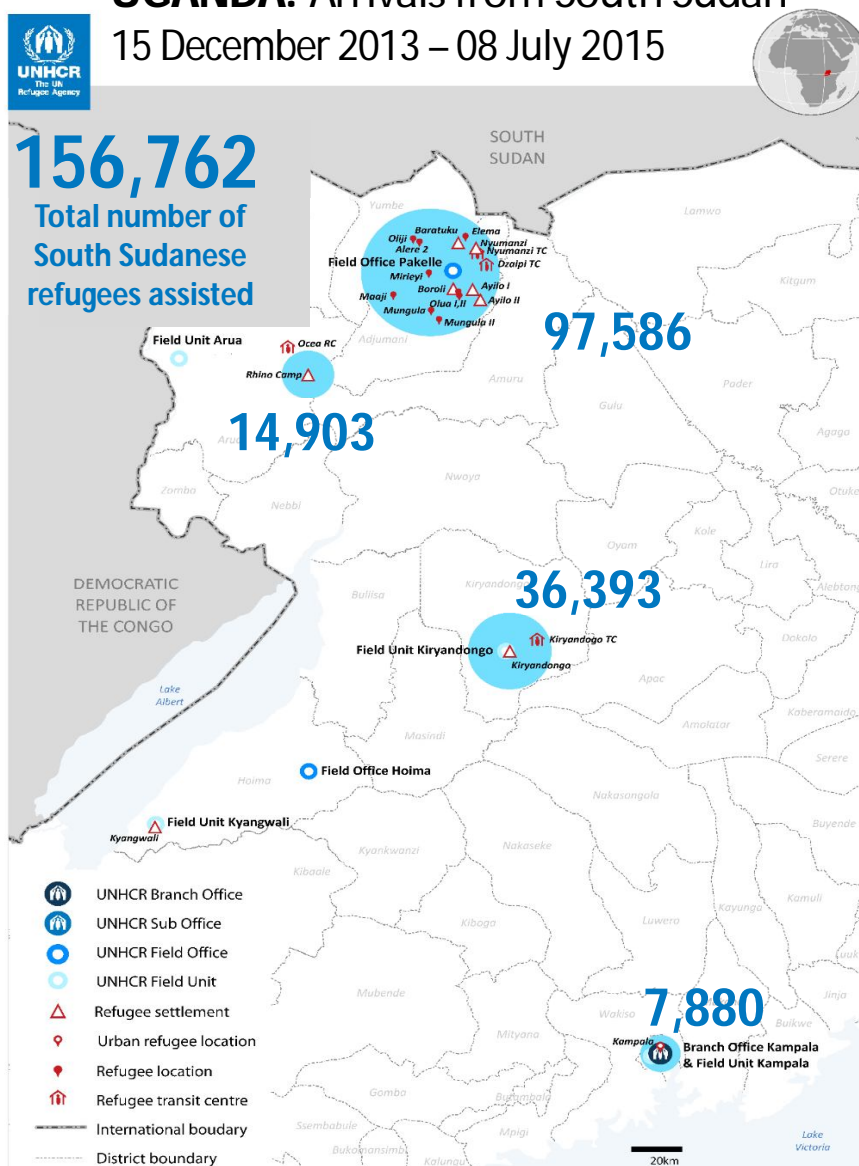 UGANDA: Arrivals from South Sudan
15 December 2013 – 08 July 2015
UNHCR
The UN
Refugee Agency
156,762
Total number of
South Sudanese
refugees assisted
SOUTH
SUDAN
Yumbe
Lamwa
Baratuku
Elema
Oliji
Alere 2
Nyumanzi
Nyumanzi TC
Field Office Pakelle
Dzaipi TC
Mirieyi
Kitgum
Boroli
Ayilo I
Maaji
Olua I,II
Ayilo ii
Mungula
Mungula II
97,586
Field Unit Arua
Ocea RC
Adjumani
Rhino Camp
Amuru
Pader
Gulu
14,903
Agago
Nwoya
Zombo
Nebbi
Otuke
Kole
Oyam
Lira
DEMOCRATIC
REPUBLIC OF
THE CONGO
Kiryandongo
36,393
Buliisa
Alebtong
Dokolo
Kiryandogo TC
Field Unit Kiryandongo
Kiryandongo
Apac
Lake
Albert
Kaberamaido
Amolatar
Masindi
Serere
Field Office Hoima
Hoima
Nakasongola
Field Unit Kyangwali
Kyangwali
Buyende
Kyankwanzi
Nakaseke
Kiboale
UNHCR Branch Office
UNHCR Sub Office
UNHCR Field Office
UNHCR Field Unit
Refugee settlement
Urban refugee location
Refugee location
Refugee transit centre
International boudary
District boundary
Kamuli
Kayunga
Kiboga
Luwero
Luuk
7,880
Mubende
Jinja
Wakiso
Buikwe
Mityana
Kampala
Branch Office Kampala
& Field Unit Kampala
Gomba
Butambala
Ssembabule
Mpigi
Bukomansimbi
Kalungu
Lake
Victoria
20km